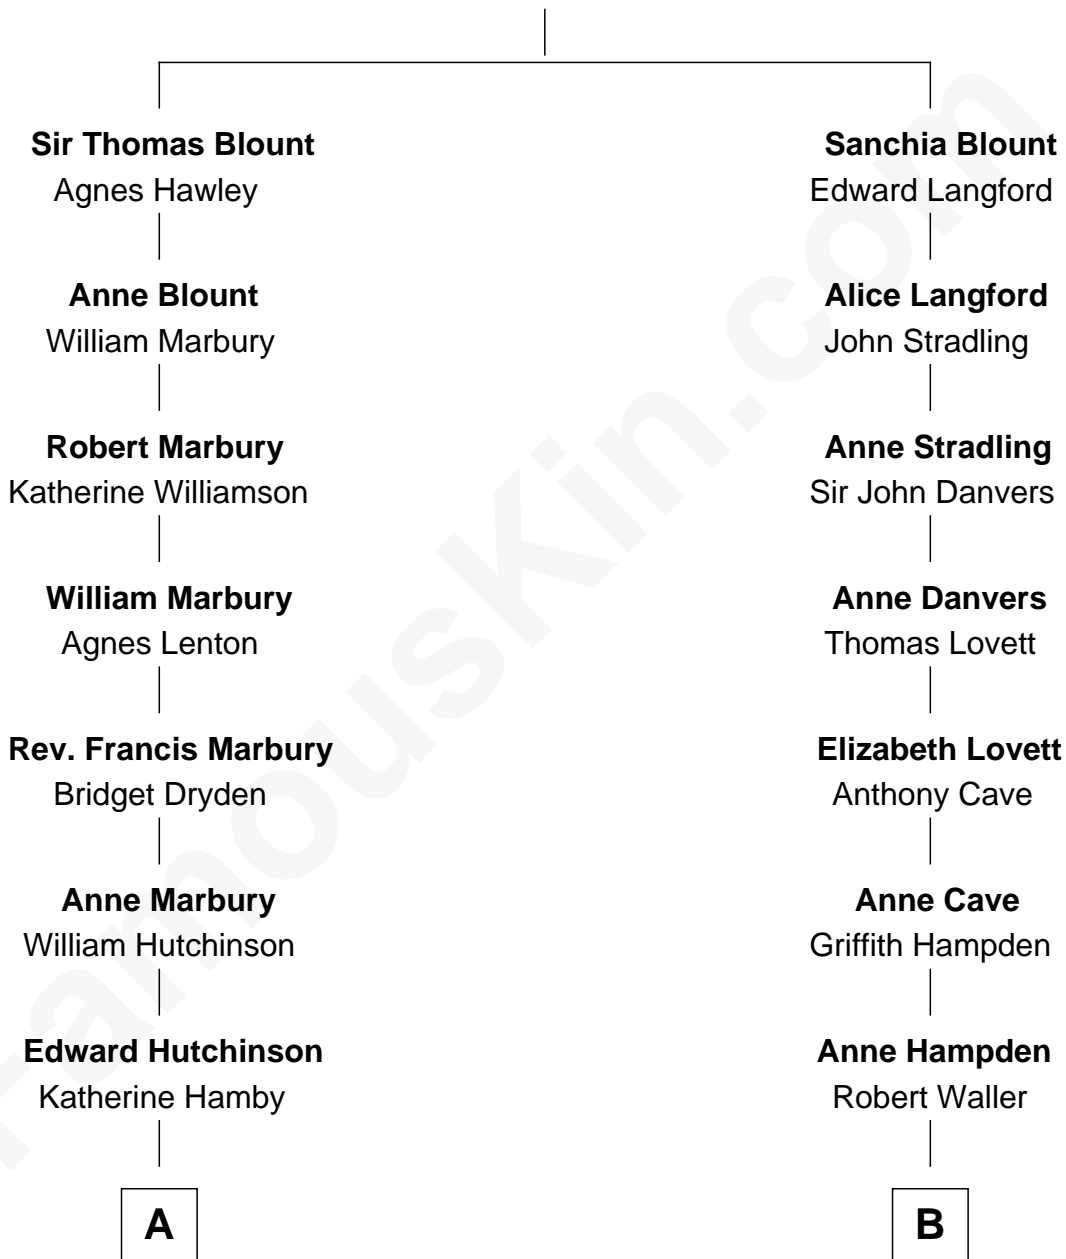 Sir Thomas Blount
Agnes Hawley
Anne Blount
William Marbury
Robert Marbury
Katherine Williamson
William Marbury
Agnes Lenton
Rev. Francis Marbury
Bridget Dryden
Anne Marbury
William Hutchinson
Edward Hutchinson
Katherine Hamby
A
Sanchia Blount
Edward Langford
Alice Langford
John Stradling
Anne Stradling
Sir John Danvers
Anne Danvers
Thomas Lovett
Elizabeth Lovett
Anthony Cave
Anne Cave
Griffith Hampden
Anne Hampden
Robert Waller
B
FamousKin.com